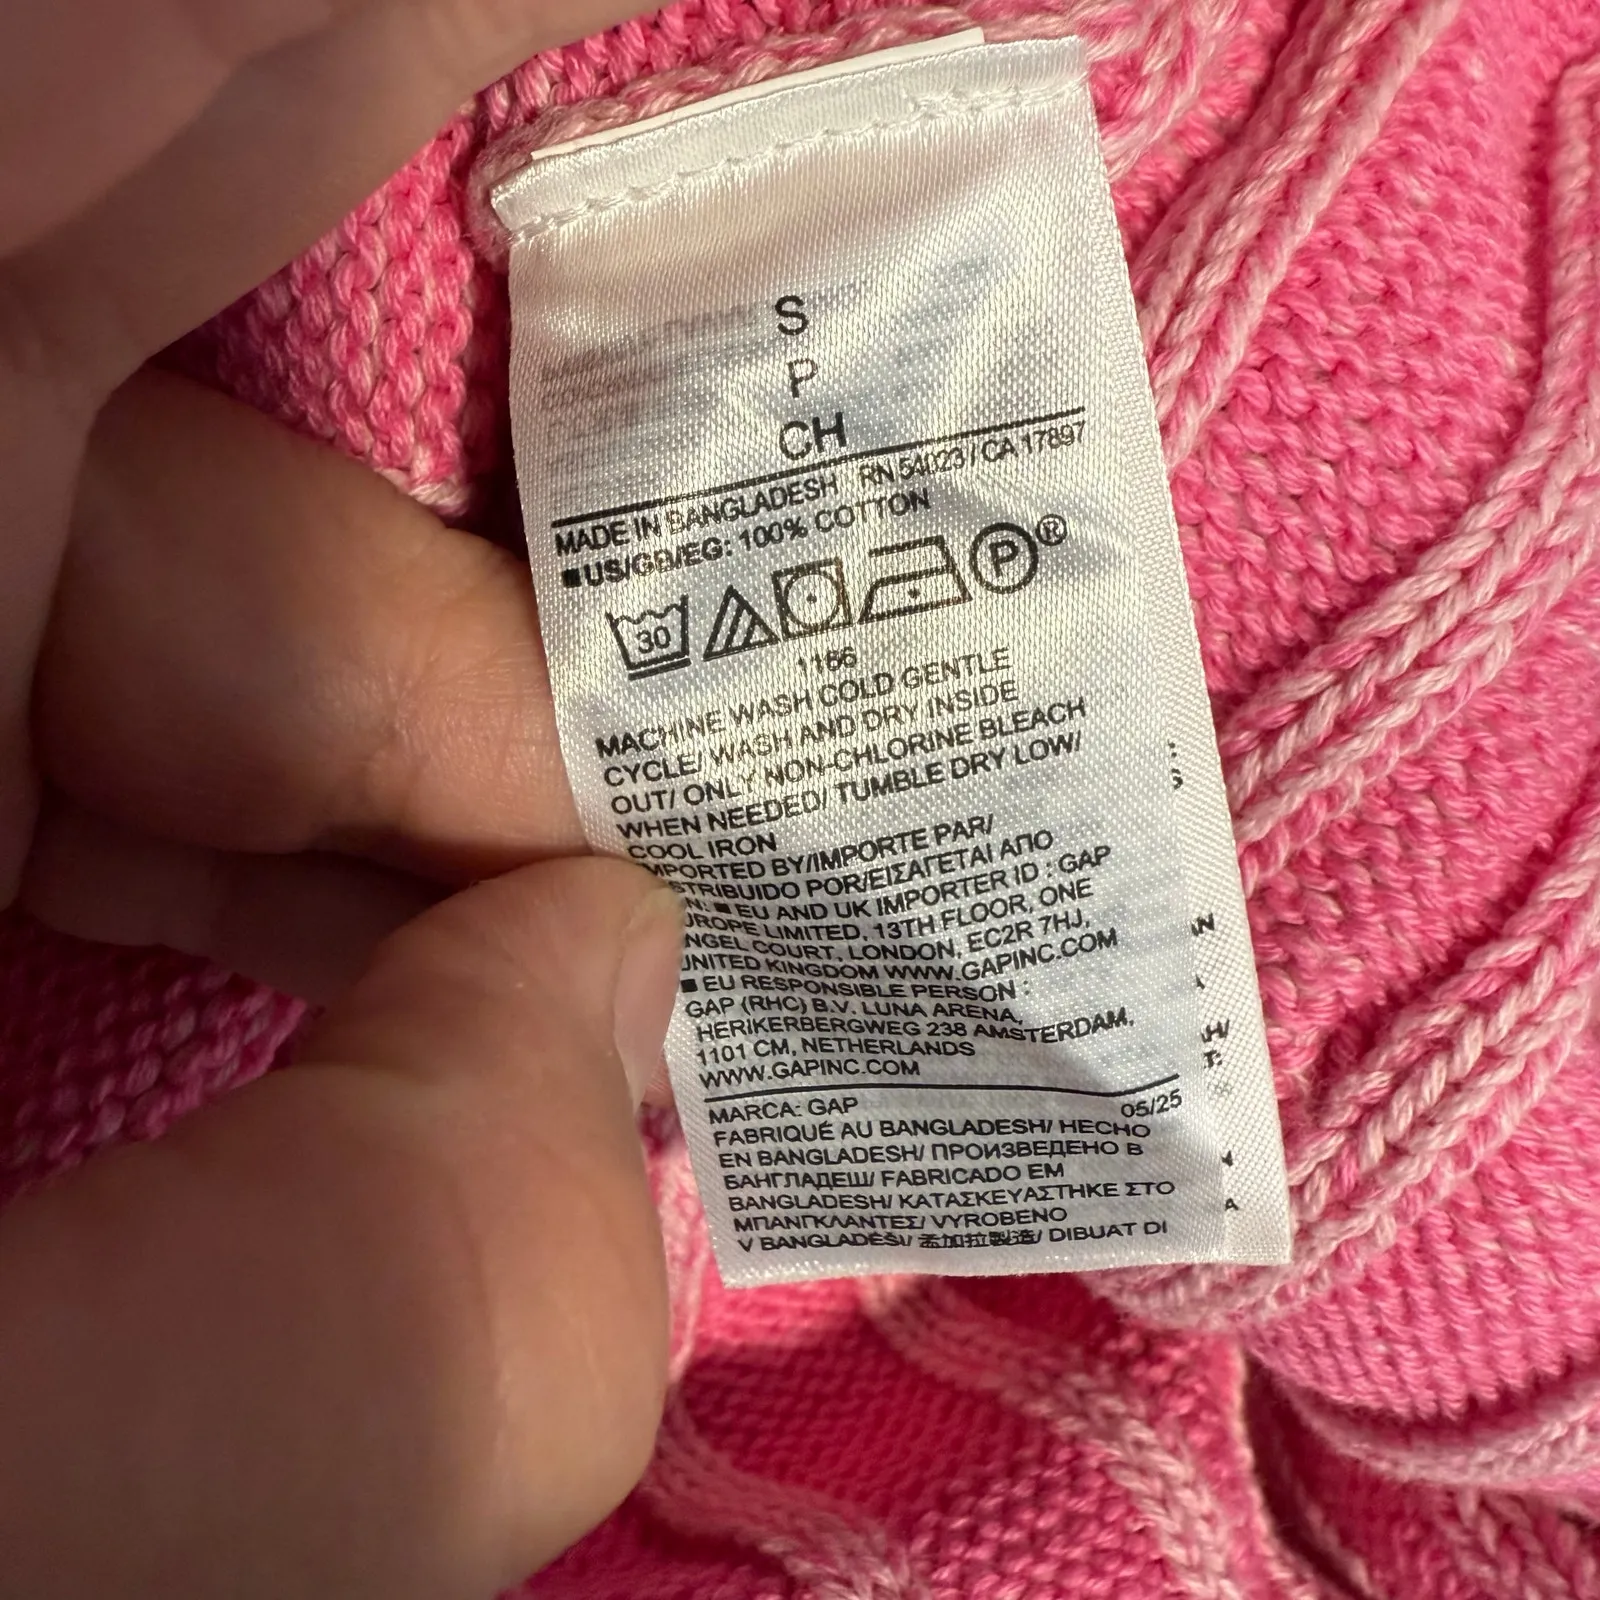 S
P
CH
MADE IN BANGLADESH RN 54023 / CA 17897
■US/GB/EG: 100% COTTON
30 P®
1166
MACHINE WASH COLD GENTLE
CYCLE/ WASH AND DRY INSIDE
OUT/ ONLY NON-CHLORINE BLEACH
WHEN NEEDED/ TUMBLE DRY LOW/
COOL IRON
MPORTED BY/IMPORTE PAR/
STRIBUIDO POR/ΕΙΣΑΓΕΤΑΙ ΑΠΟ
N: ■ EU AND UK IMPORTER ID : GAP
UROPE LIMITED, 13TH FLOOR, ONE
NGEL COURT, LONDON, EC2R 7HJ,
UNITED KINGDOM WWW.GAPINC.COM
■ EU RESPONSIBLE PERSON :
GAP (RHC) B.V. LUNA ARENA,
HERIKERBERGWEG 238 AMSTERDAM,
1101 CM, NETHERLANDS
WWW.GAPINC.COM
MARCA: GAP 05/25
FABRIQUÉ AU BANGLADESH/ HECHO
EN BANGLADESH/ ПРОИЗВЕДЕНО В
БАНГЛАДЕШ/ FABRICADO EM
BANGLADESH/ ΚΑΤΑΣΚΕΥΑΣΤΗΚΕ ΣΤΟ
ΜΠΑΝΓΚΛΑΝΤΕΣ/ VYROBENO
V BANGLADÉŠI/ 孟加拉製造/ DIBUAT DI